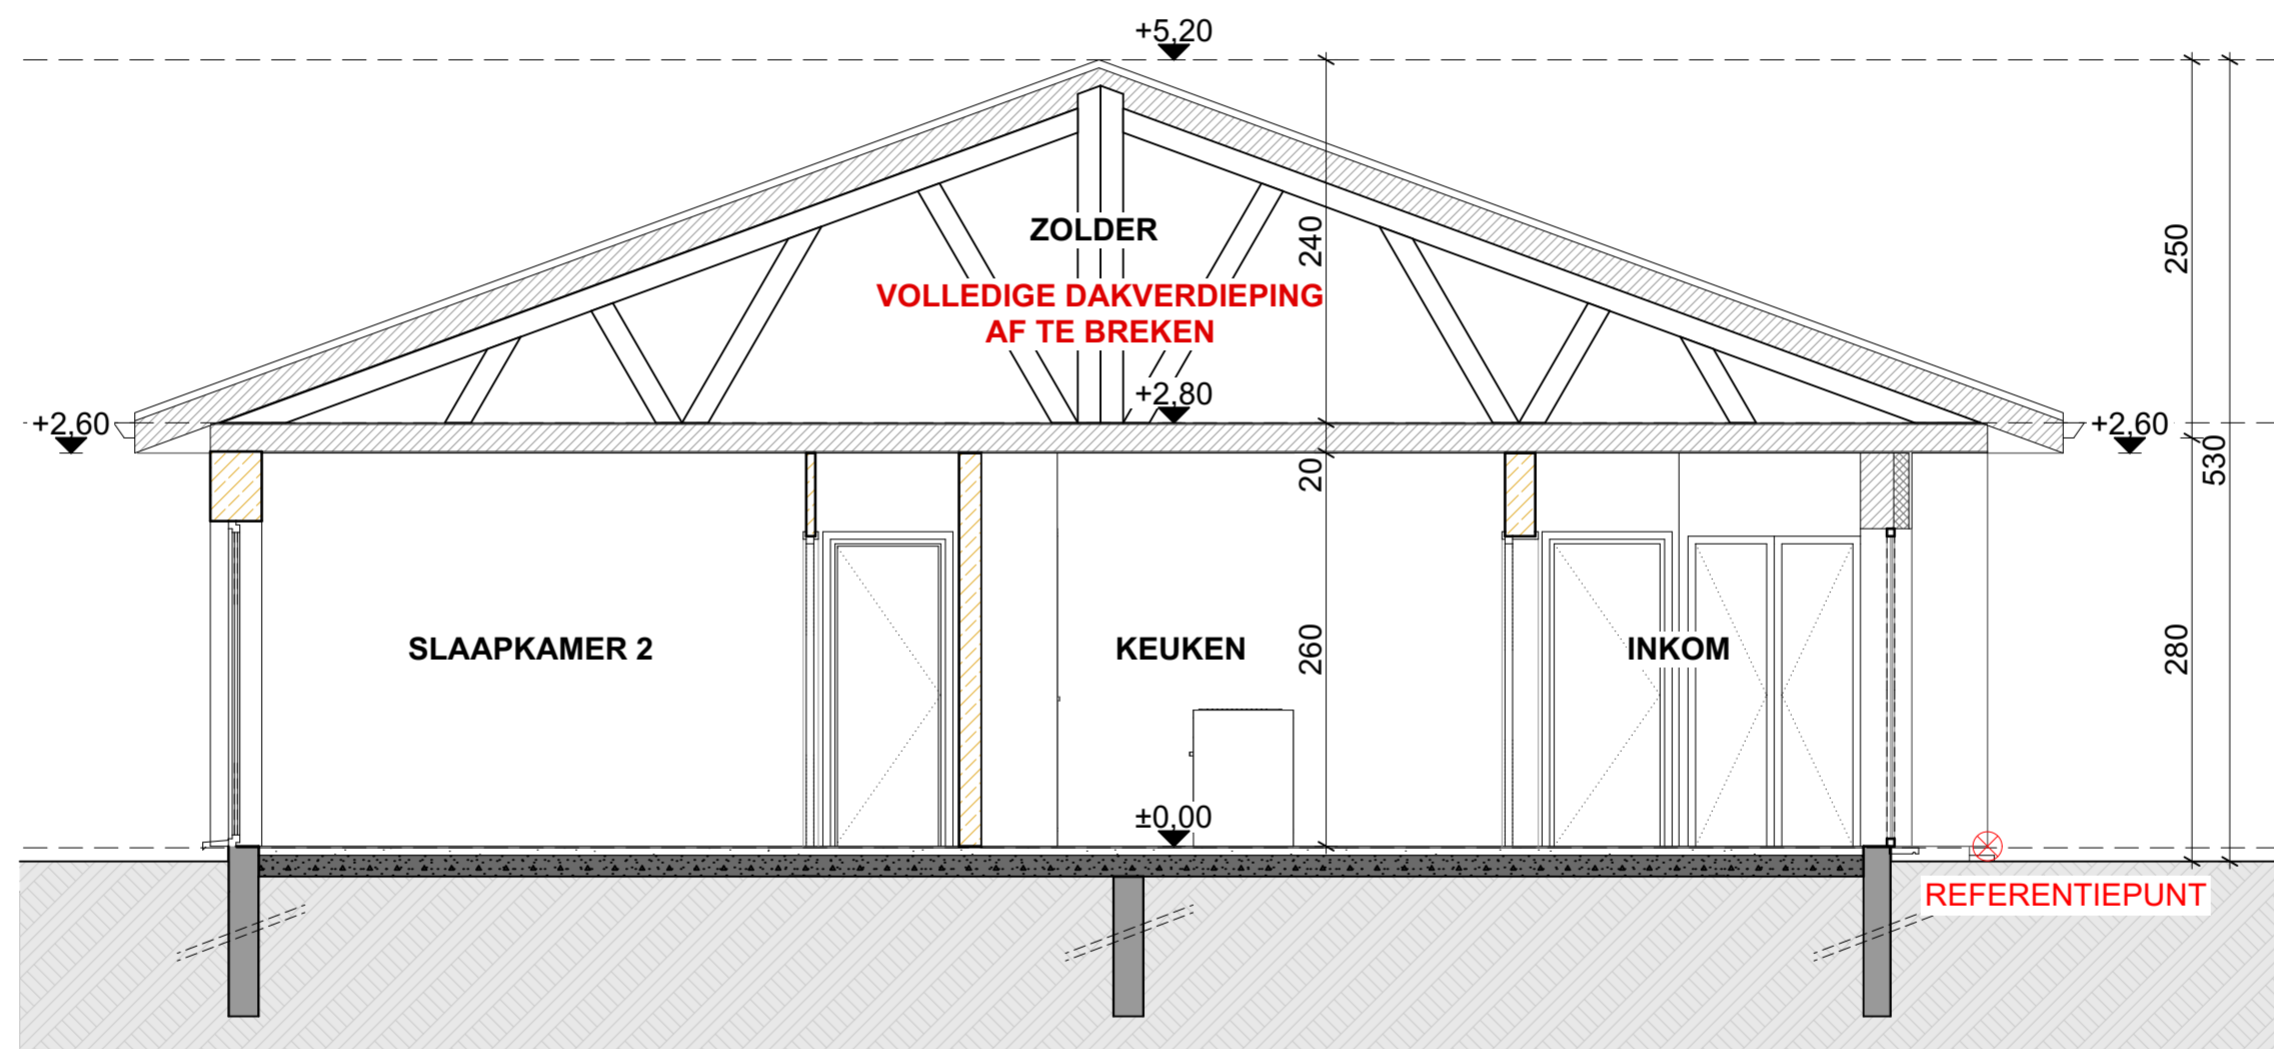 +5,20
ZOLDER
240
250
VOLLEDIGE DAKVERDIEPING
AF TE BREKEN
+2,80
+2,60
+2,60
20
530
SLAAPKAMER 2
KEUKEN
260
INKOM
280
±0,00
REFERENTIEPUNT